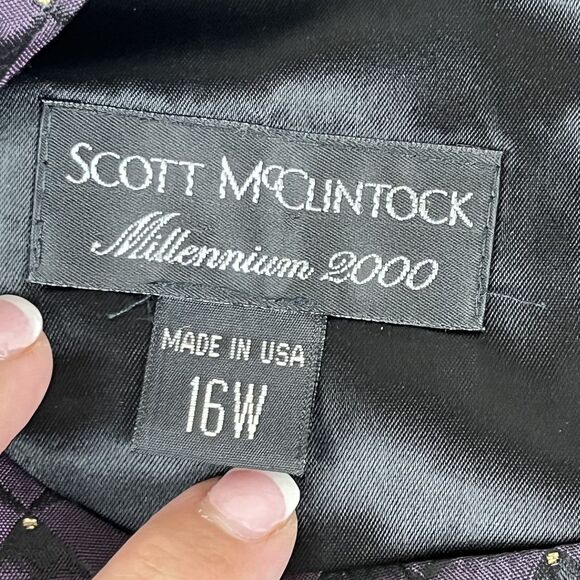 SCOTT McCLINTOCK
Millennium 2000
MADE IN USA
16W